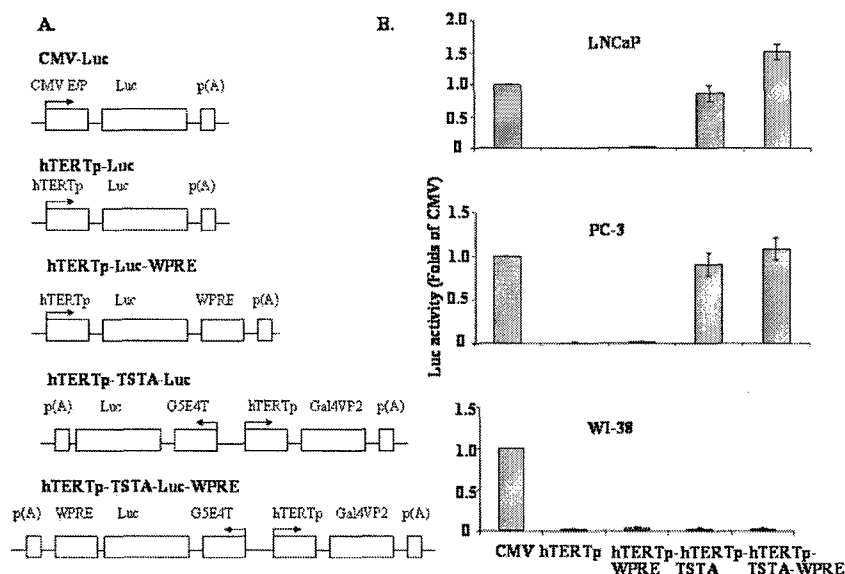 A.
CMV-Luc
CMV E/P Luc p(A)
hTERTp-Luc
hTERTp Luc p(A)
hTERTp-Luc-WPRE
hTERTp Luc WPRE p(A)
hTERTp-TSTA-Luc
p(A) Luc G5E4T hTERTp Gal4VP2 p(A)
hTERTp-TSTA-Luc-WPRE
p(A) WPRE Luc G5E4T hTERTp Gal4VP2 p(A)
B.
Luc activity (Folds of CMV)
LNCaP
2.0
1.5
1.0
0.5
0
PC-3
1.5
1.0
0.5
0
WI-38
1.5
1.0
0.5
0
CMV hTERTp hTERTp- hTERTp- hTERTp-
WPRE TSTA TSTA-WPRE